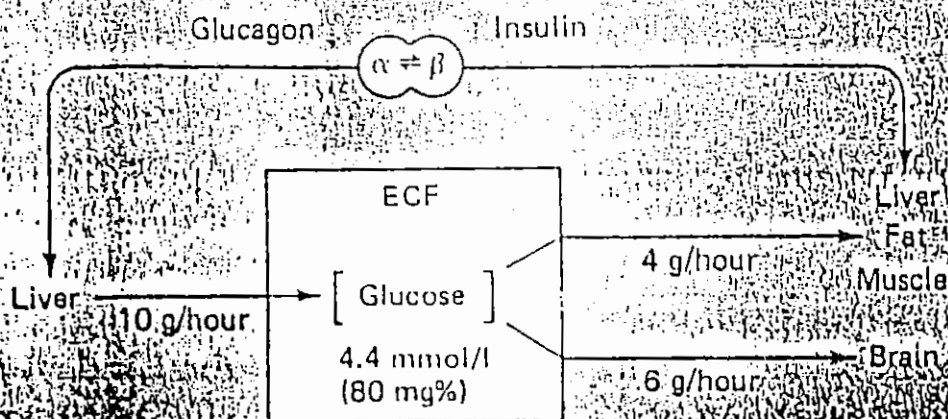 Glucagon
Insulin
α ⇌ β
ECF
Liver
10 g/hour
[ Glucose ]
4.4 mmol/l
(80 mg%)
4 g/hour
Liver
Fat
Muscle
6 g/hour
Brain